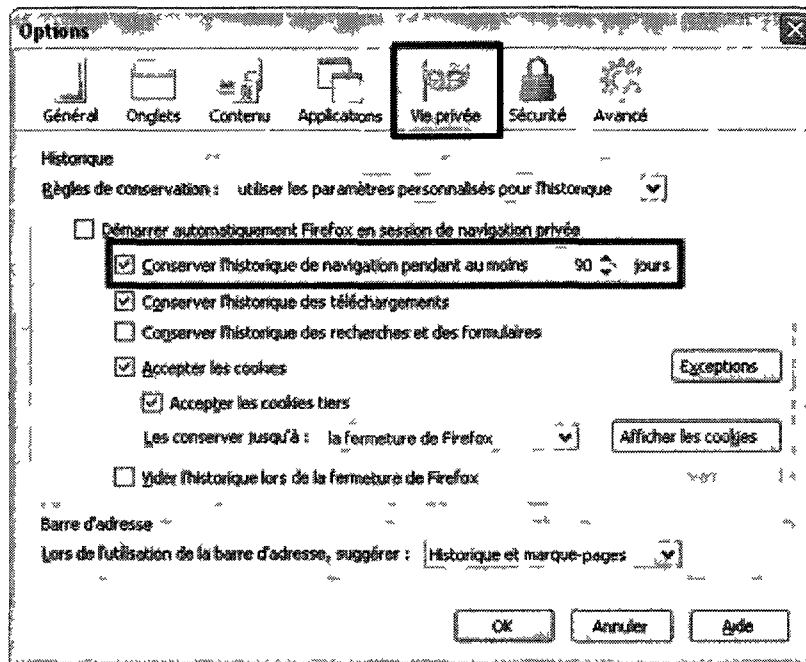 Options
Général Onglets Contenu Applications Vie privée Sécurité Avancé
Historique
Règles de conservation : utiliser les paramètres personnalisés pour l'historique
Démarrer automatiquement Firefox en session de navigation privée
Conserver l'historique de navigation pendant au moins 90 jours
Conserver l'historique des téléchargements
Conserver l'historique des recherches et des formulaires
Accepter les cookies Exceptions
Accepter les cookies tiers
Les conserver jusqu'à : la fermeture de Firefox Afficher les cookies
Vider l'historique lors de la fermeture de Firefox
Barre d'adresse
Lors de l'utilisation de la barre d'adresse, suggérer : Historique et marque-pages
OK Annuler Aide